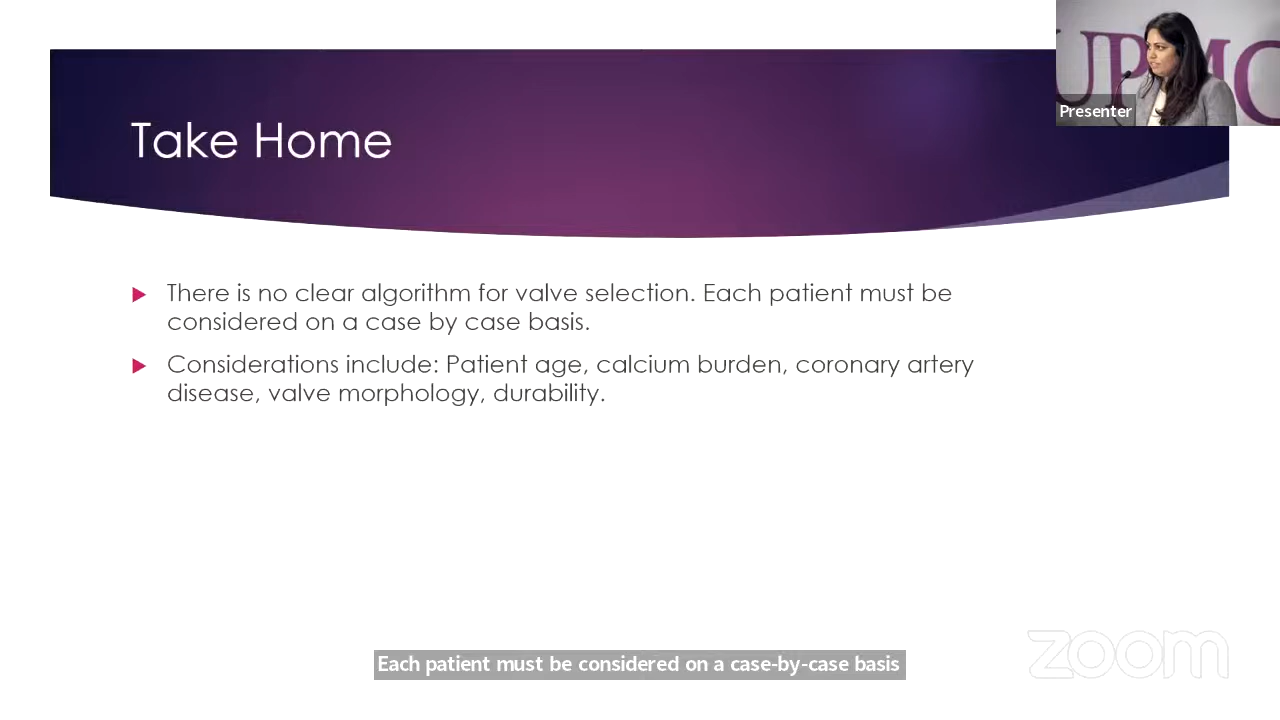 UPMC
Presenter
Take Home
There is no clear algorithm for valve selection. Each patient must be
considered on a case by case basis.
Considerations include: Patient age, calcium burden, coronary artery
disease, valve morphology, durability.
Each patient must be considered on a case-by-case basis
zoom